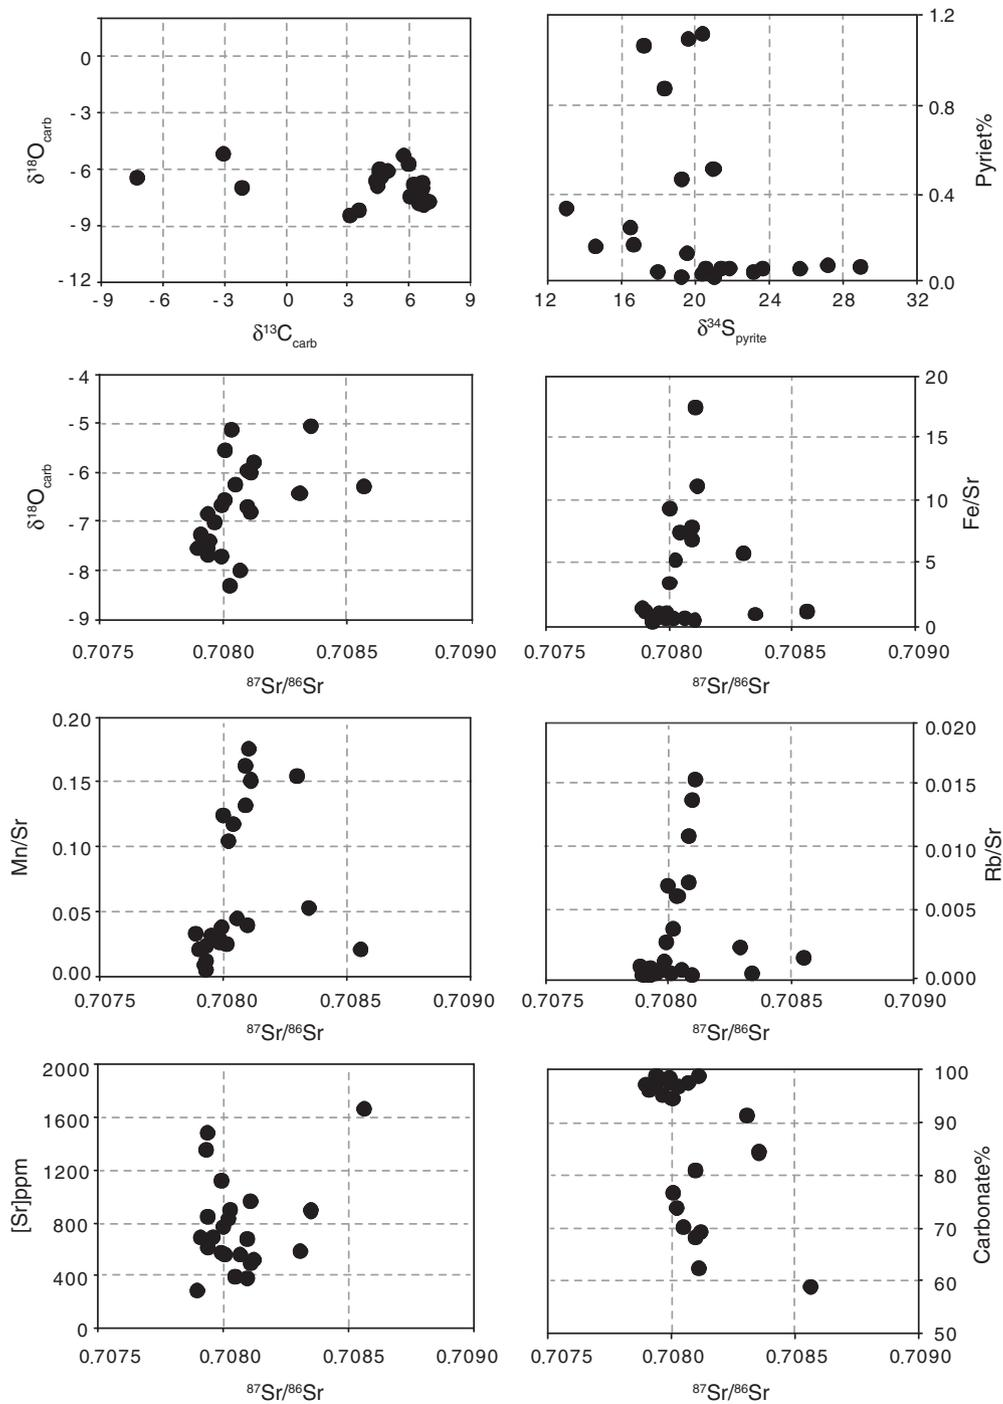 0
-3
-6
-9
-12
δ¹⁸Ocarb
-9 -6 -3 0 3 6 9
δ¹³Ccarb
1.2
0.8
0.4
0.0
Pyriet%
12 16 20 24 28 32
δ³⁴Spyrite
-4
-5
-6
-7
-8
-9
δ¹⁸Ocarb
0.7075 0.7080 0.7085 0.7090
⁸⁷Sr/⁸⁶Sr
20
15
10
5
0
Fe/Sr
0.7075 0.7080 0.7085 0.7090
⁸⁷Sr/⁸⁶Sr
0.20
0.15
0.10
0.05
0.00
Mn/Sr
0.7075 0.7080 0.7085 0.7090
⁸⁷Sr/⁸⁶Sr
0.020
0.015
0.010
0.005
0.000
Rb/Sr
0.7075 0.7080 0.7085 0.7090
⁸⁷Sr/⁸⁶Sr
2000
1600
1200
800
400
0
[Sr]ppm
0.7075 0.7080 0.7085 0.7090
⁸⁷Sr/⁸⁶Sr
100
90
80
70
60
50
Carbonate%
0.7075 0.7080 0.7085 0.7090
⁸⁷Sr/⁸⁶Sr